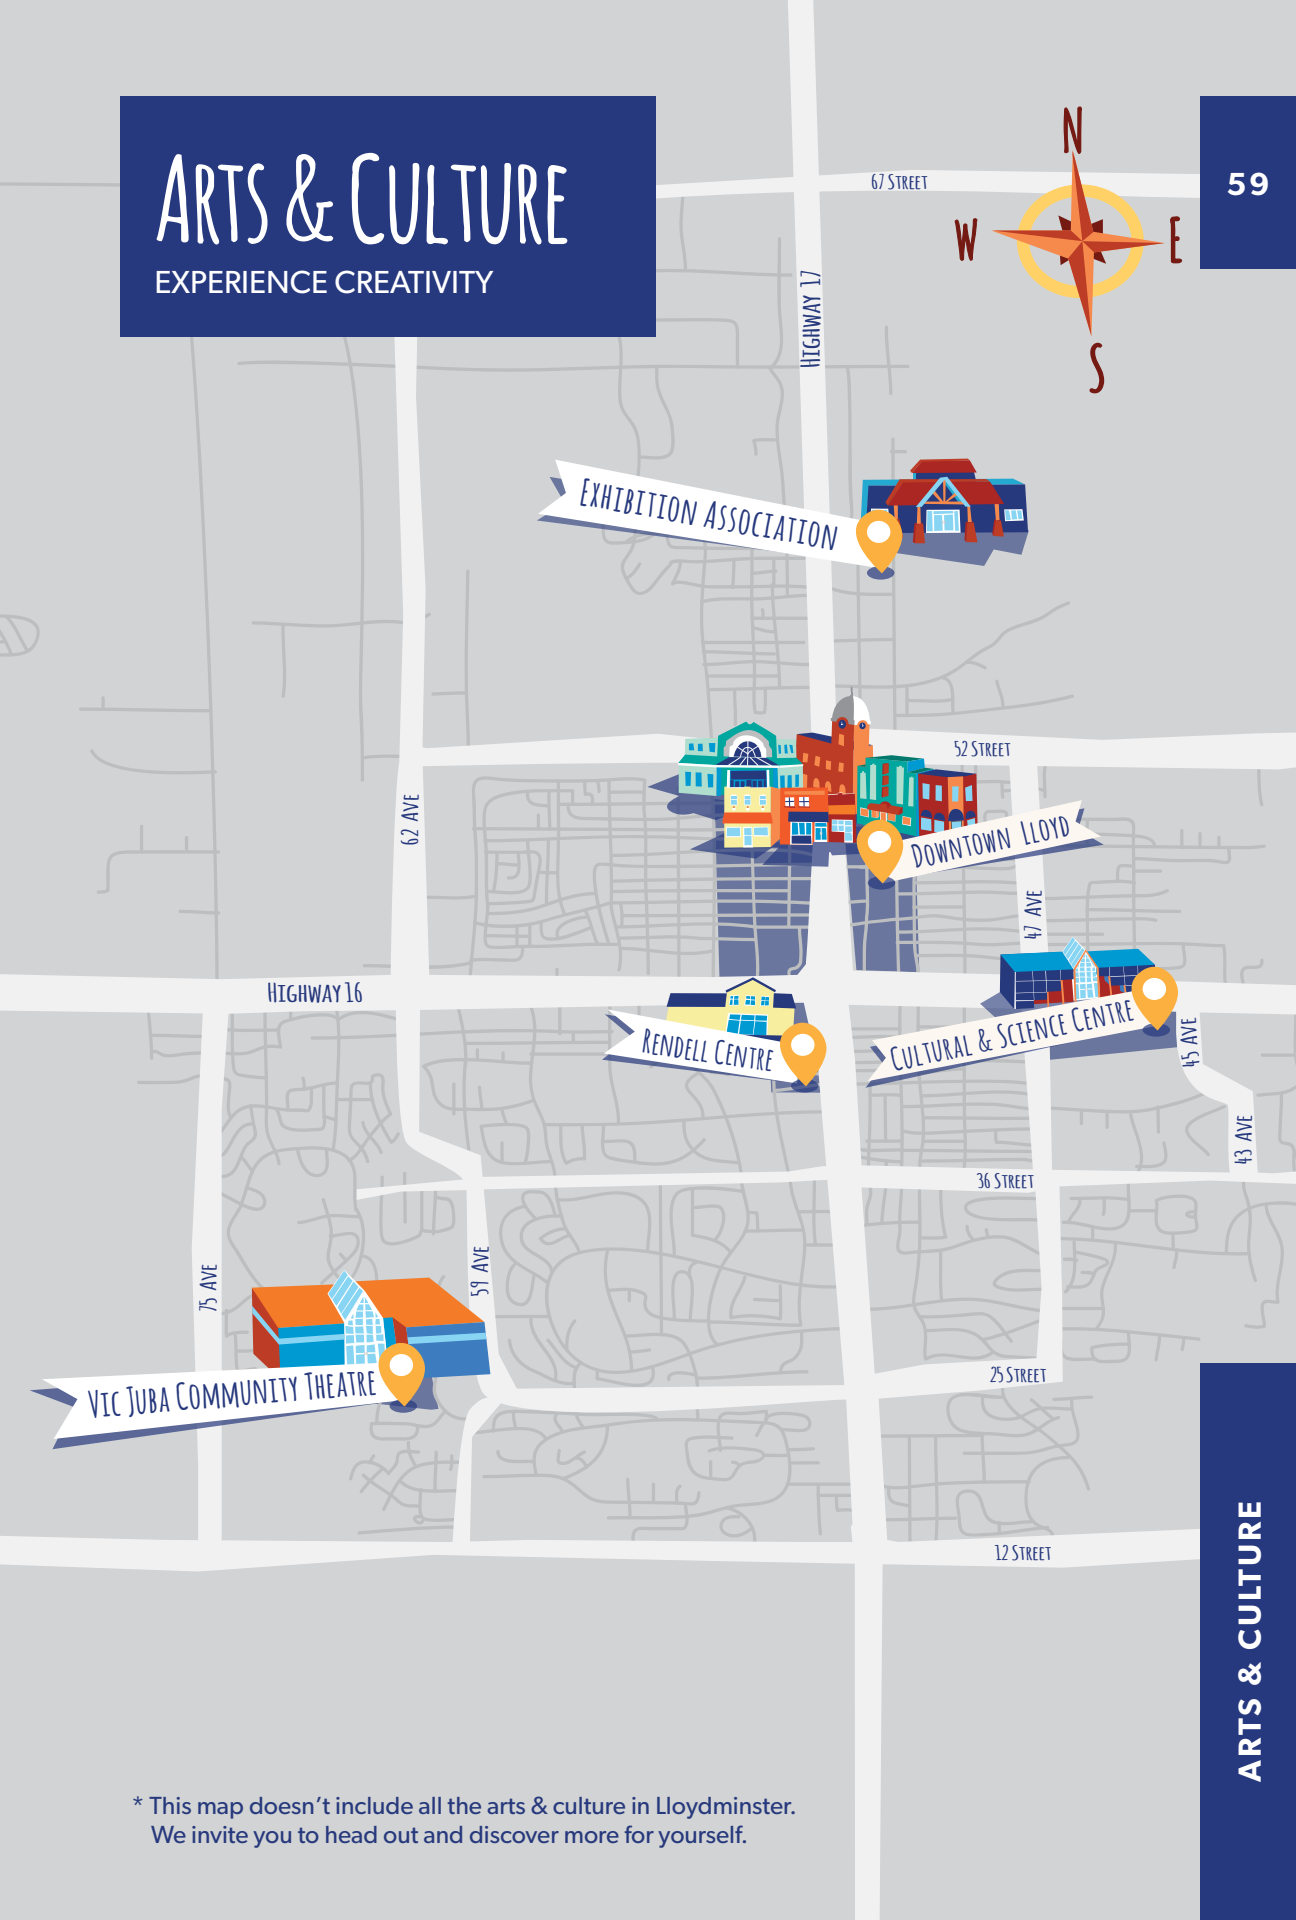 ARTS & CULTURE
EXPERIENCE CREATIVITY
59
N
W
E
S
67 STREET
HIGHWAY 17
EXHIBITION ASSOCIATION
52 STREET
62 AVE
DOWNTOWN LLOYD
47 AVE
HIGHWAY 16
RENDELL CENTRE
CULTURAL & SCIENCE CENTRE
45 AVE
43 AVE
36 STREET
75 AVE
59 AVE
VIC JUBA COMMUNITY THEATRE
25 STREET
12 STREET
ARTS & CULTURE
* This map doesn't include all the arts & culture in Lloydminster.
We invite you to head out and discover more for yourself.